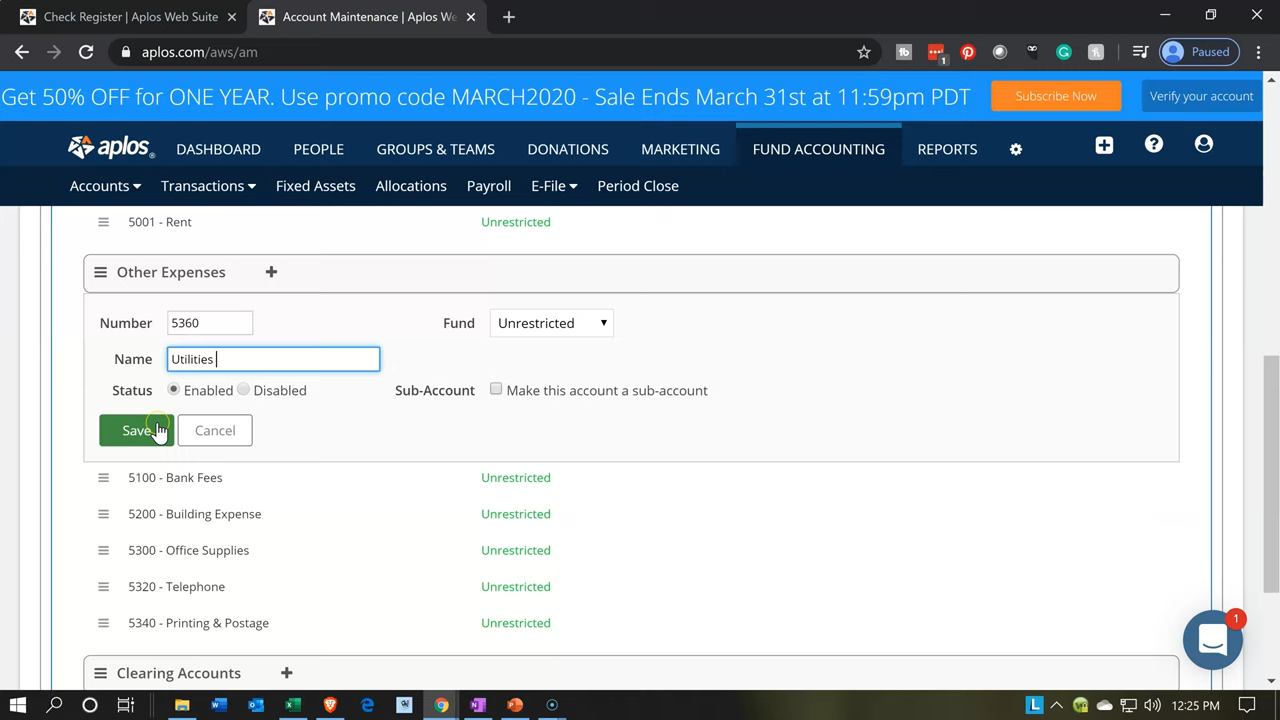 Check Register | Aplos Web Suite
Account Maintenance | Aplos We
aplos.com/aws/am
Paused
Get 50% OFF for ONE YEAR. Use promo code MARCH2020 - Sale Ends March 31st at 11:59pm PDT
Subscribe Now
Verify your account
aplos
DASHBOARD PEOPLE GROUPS & TEAMS DONATIONS MARKETING FUND ACCOUNTING REPORTS
Accounts Transactions Fixed Assets Allocations Payroll E-File Period Close
5001 - Rent Unrestricted
Other Expenses
Number 5360 Fund Unrestricted
Name Utilities
Status Enabled Disabled Sub-Account Make this account a sub-account
Save Cancel
5100 - Bank Fees Unrestricted
5200 - Building Expense Unrestricted
5300 - Office Supplies Unrestricted
5320 - Telephone Unrestricted
5340 - Printing & Postage Unrestricted
1
Clearing Accounts
12:25 PM